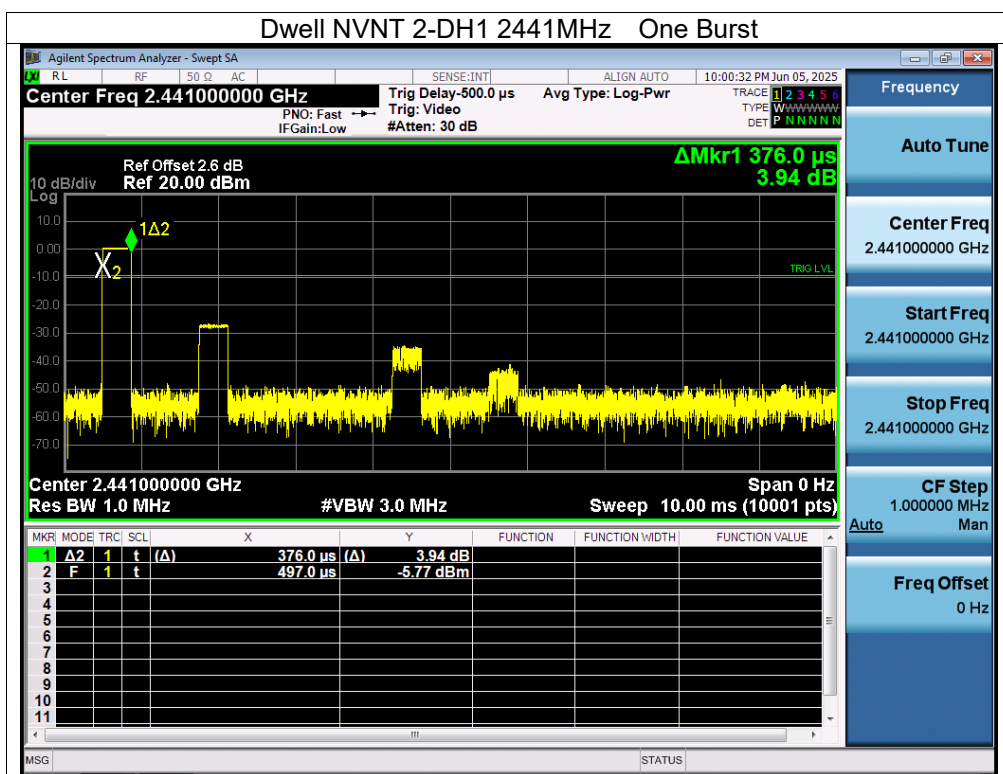 Dwell NVNT 2-DH1 2441MHz One Burst
Agilent Spectrum Analyzer - Swept SA
LXI RL RF 50 Ω AC SENSE:INT ALIGN AUTO 10:00:32 PM Jun 05, 2025
Center Freq 2.441000000 GHz Trig Delay-500.0 µs Avg Type: Log-Pwr TRACE 1 2 3 4 5 6
PNO: Fast Trig: Video TYPE WWWWWW
IFGain:Low #Atten: 30 dB DET P N N N N N
Frequency
Auto Tune
Center Freq
2.441000000 GHz
Start Freq
2.441000000 GHz
Stop Freq
2.441000000 GHz
CF Step
1.000000 MHz
Auto Man
Freq Offset
0 Hz
ΔMkr1 376.0 µs
3.94 dB
Ref Offset 2.6 dB
10 dB/div Ref 20.00 dBm
Log
10.0
0.00
-10.0
-20.0
-30.0
-40.0
-50.0
-60.0
-70.0
1Δ2
X2
TRIG LVL
Center 2.441000000 GHz Span 0 Hz
Res BW 1.0 MHz #VBW 3.0 MHz Sweep 10.00 ms (10001 pts)
MKR MODE TRC SCL X Y FUNCTION FUNCTION WIDTH FUNCTION VALUE
1 Δ2 1 t (Δ) 376.0 µs (Δ) 3.94 dB
2 F 1 t 497.0 µs -5.77 dBm
3
4
5
6
7
8
9
10
11
MSG STATUS